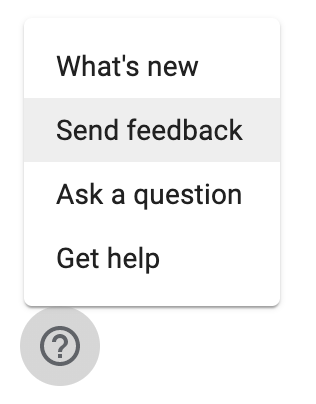 What's new
Send feedback
Ask a question
Get help
?